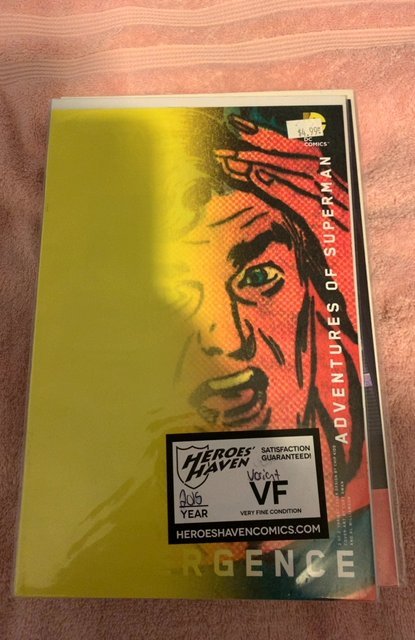 $4.99
DC
COMICS™
ADVENTURES OF SUPERMAN
HEROES'
HAVEN
SATISFACTION
GUARANTEED!
Variant
2015
YEAR
VF
VERY FINE CONDITION
HEROESHAVENCOMICS.COM
RGENCE